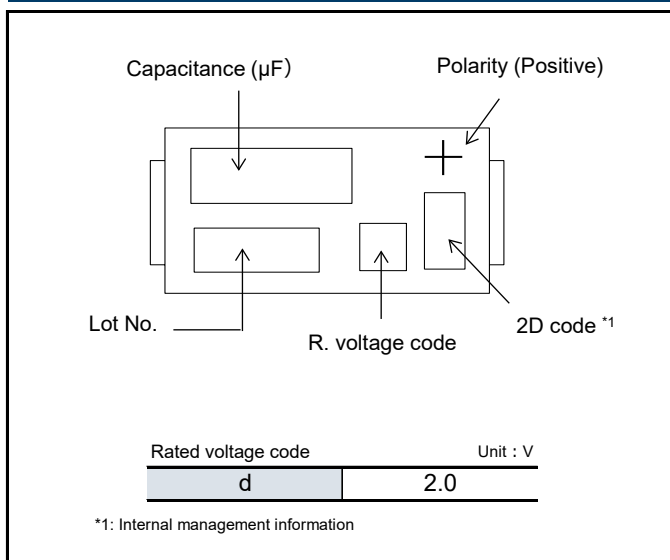 Capacitance (μF)
Polarity (Positive)
+
Lot No.
R. voltage code
2D code *1
Rated voltage code Unit : V
d 2.0
*1: Internal management information